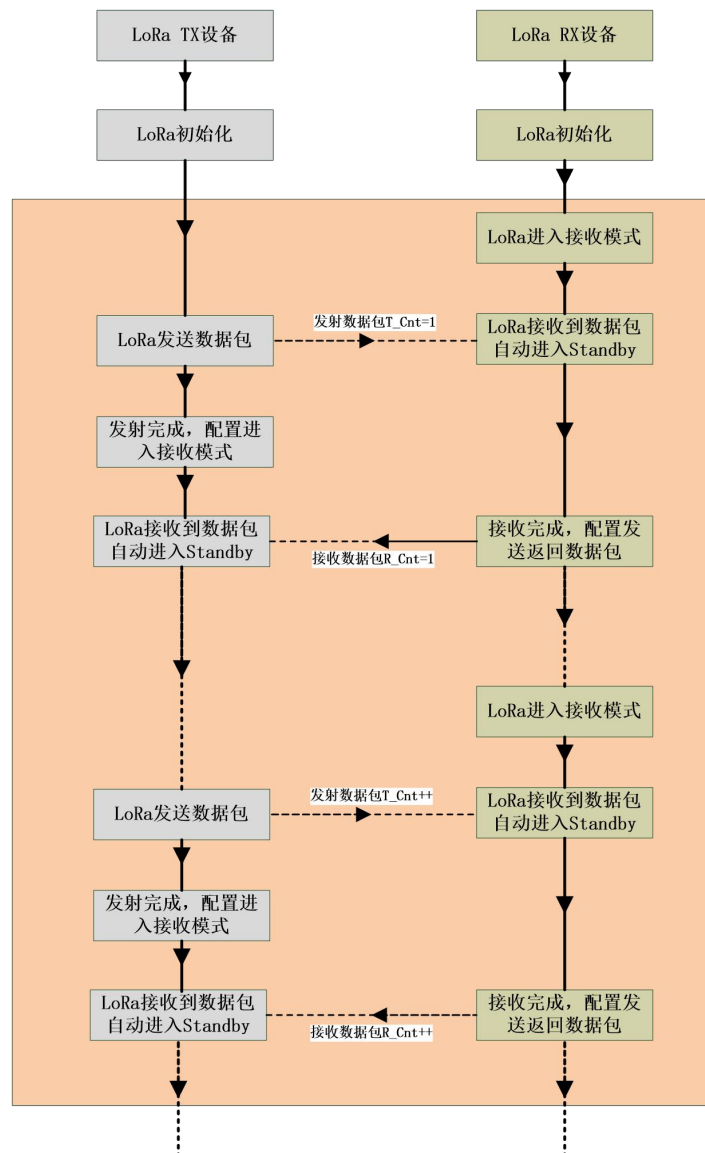 LoRa TX设备
LoRa RX设备
LoRa初始化
LoRa初始化
LoRa进入接收模式
LoRa发送数据包
发射数据包T_Cnt=1
LoRa接收到数据包
自动进入Standby
发射完成，配置进
入接收模式
LoRa接收到数据包
自动进入Standby
接收数据包R_Cnt=1
接收完成，配置发
送返回数据包
LoRa进入接收模式
LoRa发送数据包
发射数据包T_Cnt++
LoRa接收到数据包
自动进入Standby
发射完成，配置进
入接收模式
LoRa接收到数据包
自动进入Standby
接收数据包R_Cnt++
接收完成，配置发
送返回数据包